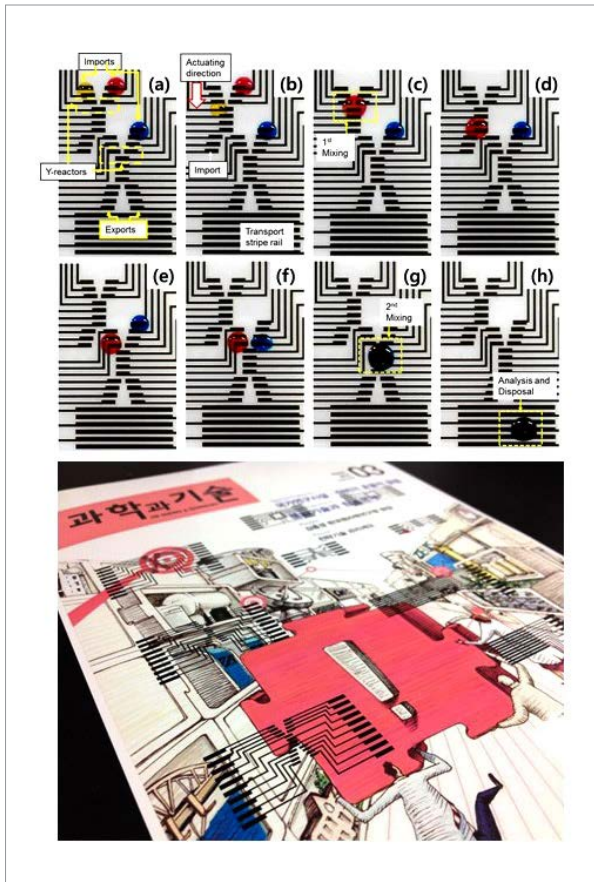 Imports
(a)
Y-reactors
Exports
Actuating
direction
(b)
Import
Transport
stripe rail
(c)
1st
Mixing
(d)
(e)
(f)
(g)
2nd
Mixing
(h)
Analysis and
Disposal
03
과학과기술